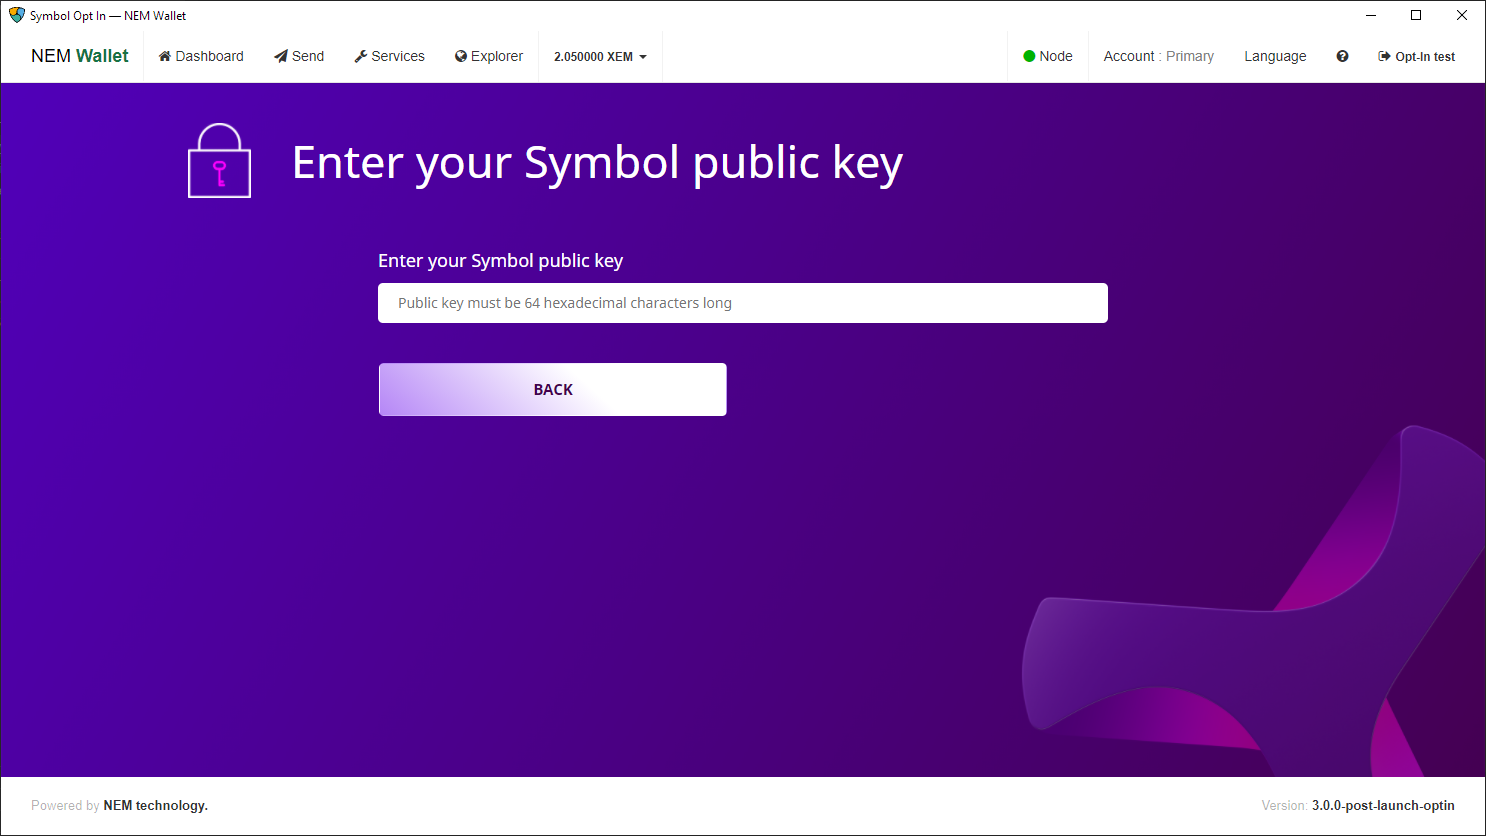 Symbol Opt In — NEM Wallet
NEM Wallet Dashboard Send Services Explorer 2.050000 XEM Node Account : Primary Language Opt-In test
Enter your Symbol public key
Enter your Symbol public key
Public key must be 64 hexadecimal characters long
BACK
Powered by NEM technology. Version: 3.0.0-post-launch-optin